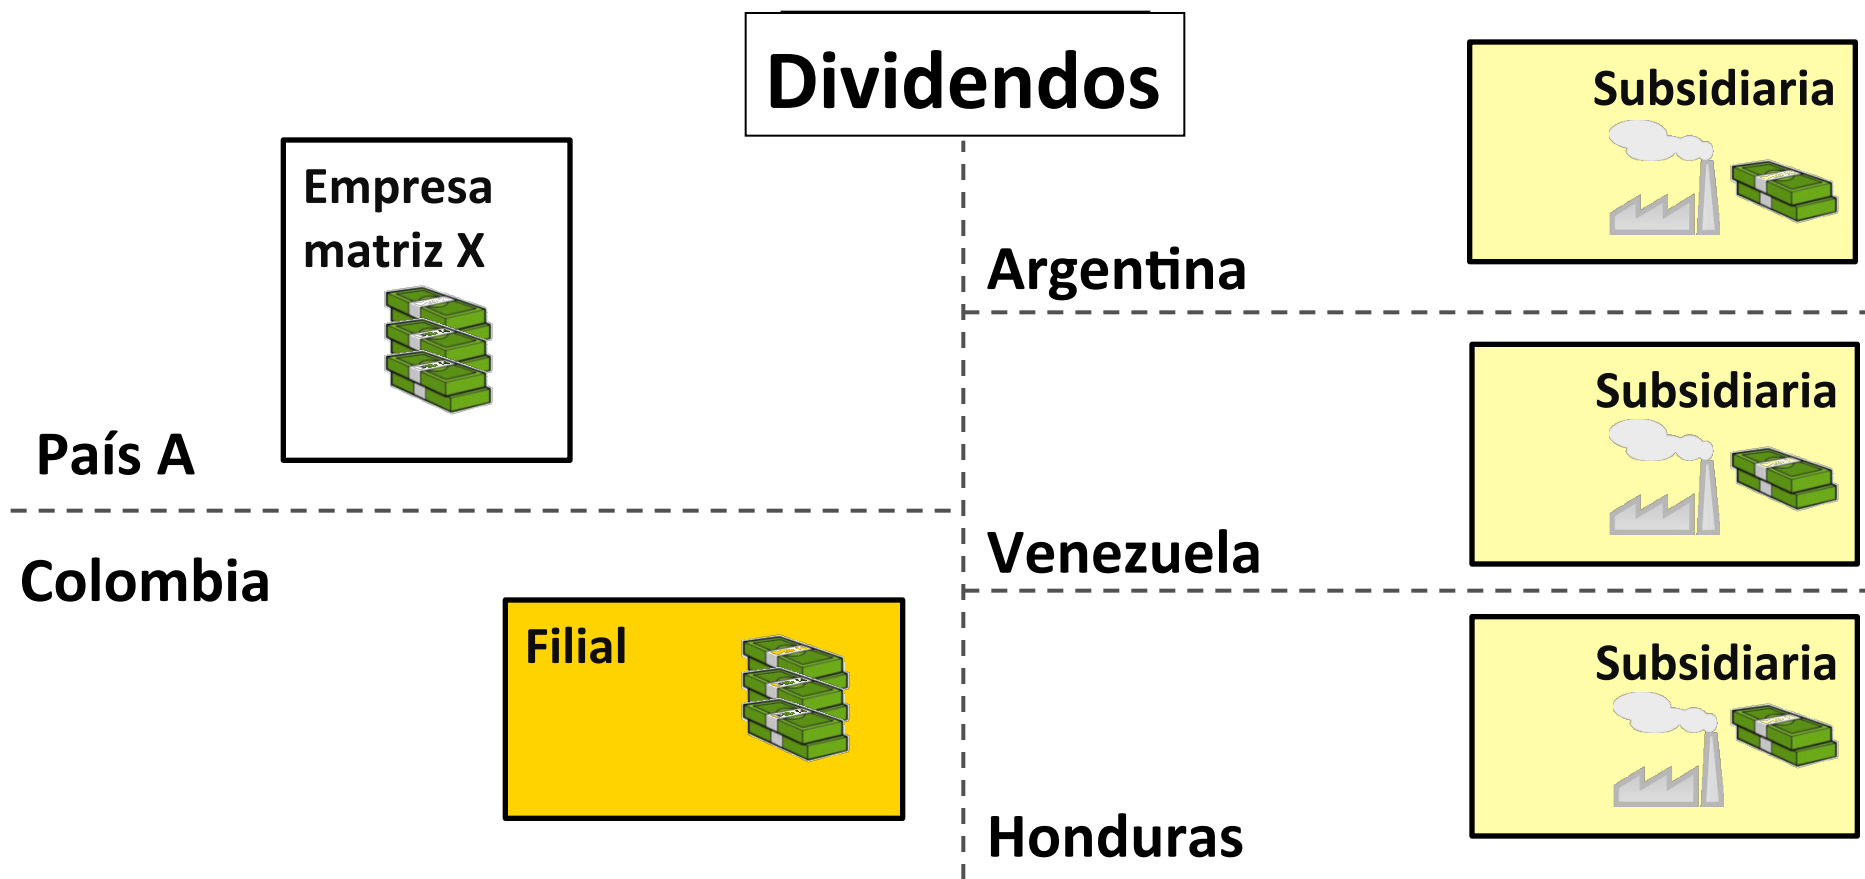 Dividendos
Empresa
matriz X
País A
Colombia
Filial
Subsidiaria
Argentina
Subsidiaria
Venezuela
Subsidiaria
Honduras